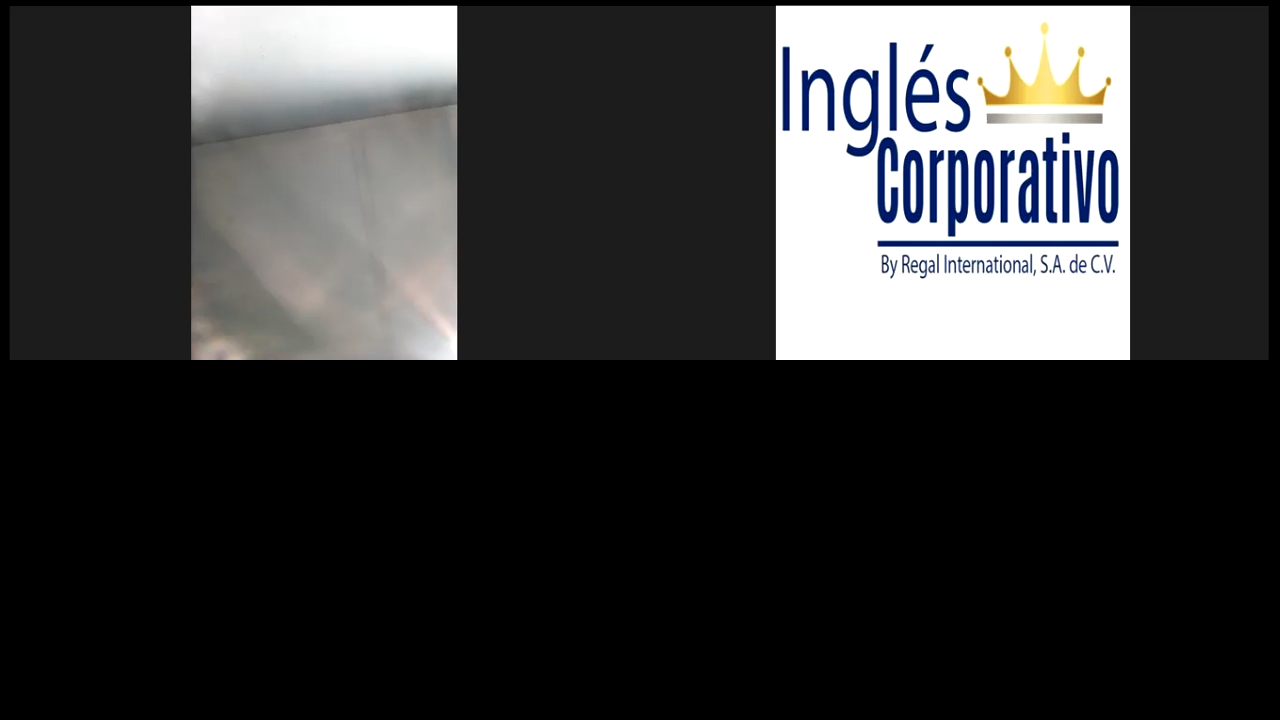 Inglés
Corporativo
By Regal International, S.A. de C.V.